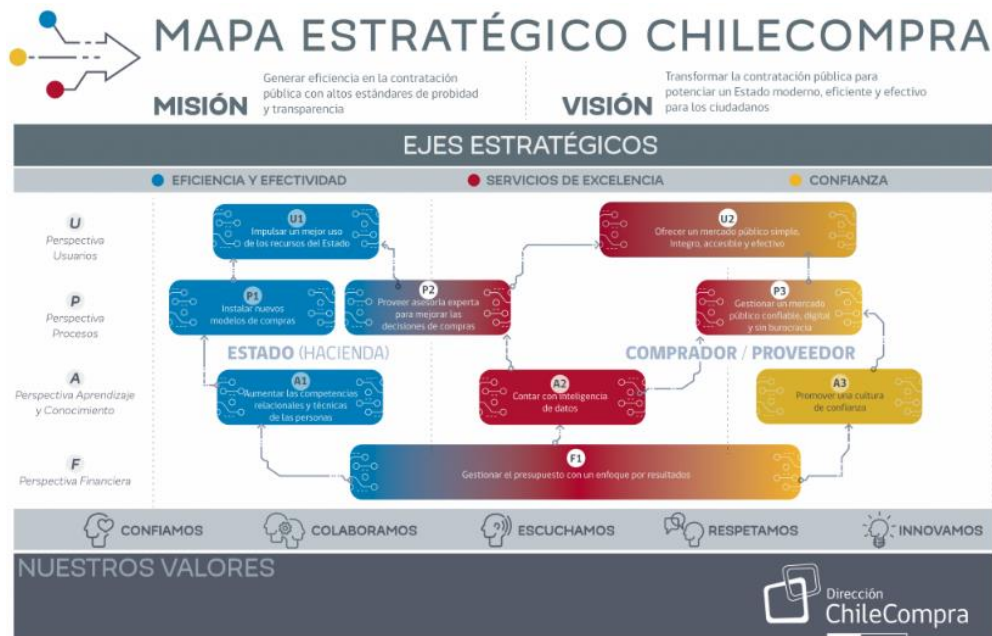 MAPA ESTRATÉGICO CHILECOMPRA
MISIÓN
Generar eficiencia en la contratación
pública con altos estándares de probidad
y transparencia
VISIÓN
Transformar la contratación pública para
potenciar un Estado moderno, eficiente y efectivo
para los ciudadanos
EJES ESTRATÉGICOS
EFICIENCIA Y EFECTIVIDAD
SERVICIOS DE EXCELENCIA
CONFIANZA
U
Perspectiva
Usuarios
U1
Impulsar un mejor uso
de los recursos del Estado
U2
Ofrecer un mercado público simple,
íntegro, accesible y efectivo
P
Perspectiva
Procesos
P1
Instalar nuevos
modelos de compras
P2
Proveer asesoría experta
para mejorar las
decisiones de compras
P3
Gestionar un mercado
público confiable, digital
y sin burocracia
ESTADO (HACIENDA)
COMPRADOR / PROVEEDOR
A
Perspectiva Aprendizaje
y Conocimiento
A1
Aumentar las competencias
relacionales y técnicas
de las personas
A2
Contar con inteligencia
de datos
A3
Promover una cultura
de confianza
F
Perspectiva Financiera
F1
Gestionar el presupuesto con un enfoque por resultados
CONFIAMOS
COLABORAMOS
ESCUCHAMOS
RESPETAMOS
INNOVAMOS
NUESTROS VALORES
Dirección
ChileCompra